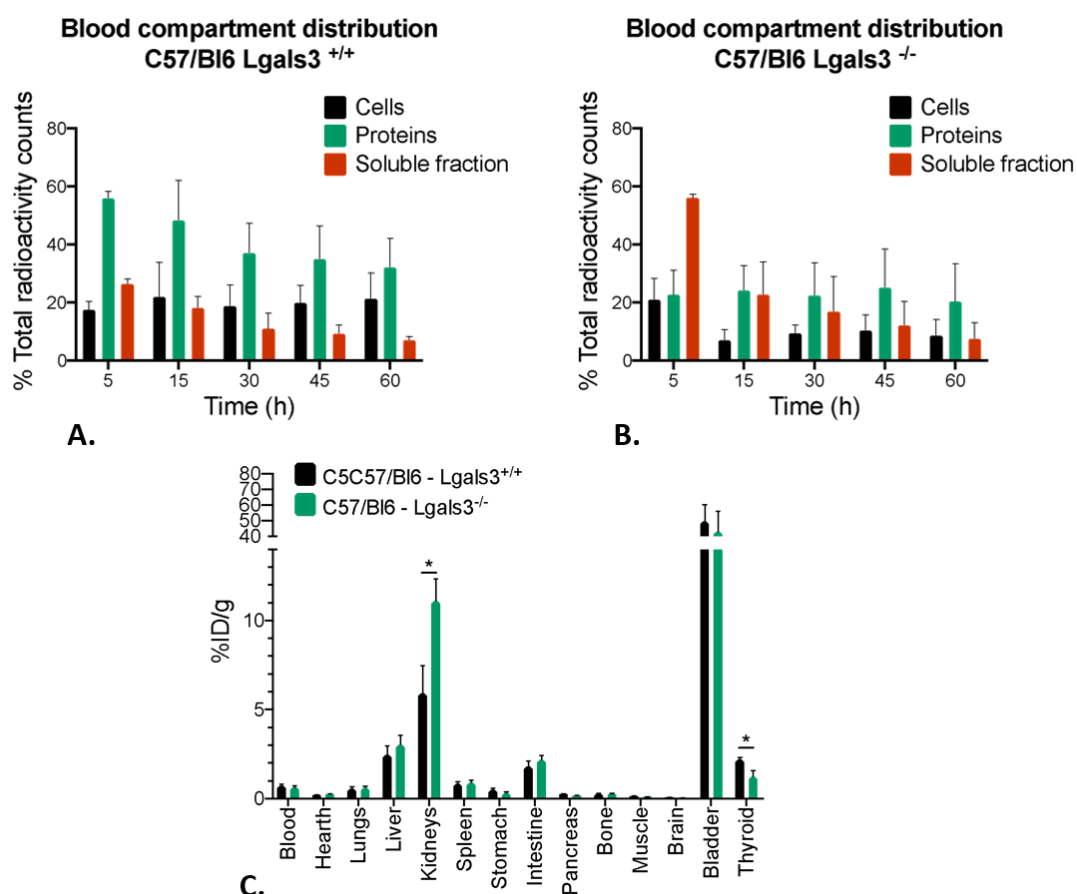 Blood compartment distribution
C57/Bl6 Lgals3 +/+
Cells
Proteins
Soluble fraction
% Total radioactivity counts
80
60
40
20
0
5 15 30 45 60
Time (h)
A.
Blood compartment distribution
C57/Bl6 Lgals3 -/-
Cells
Proteins
Soluble fraction
% Total radioactivity counts
80
60
40
20
0
5 15 30 45 60
Time (h)
B.
C5C57/Bl6 - Lgals3+/+
C57/Bl6 - Lgals3-/-
%ID/g
80
70
60
50
40
10
5
0
*
*
Blood
Hearth
Lungs
Liver
Kidneys
Spleen
Stomach
Intestine
Pancreas
Bone
Muscle
Brain
Bladder
Thyroid
C.